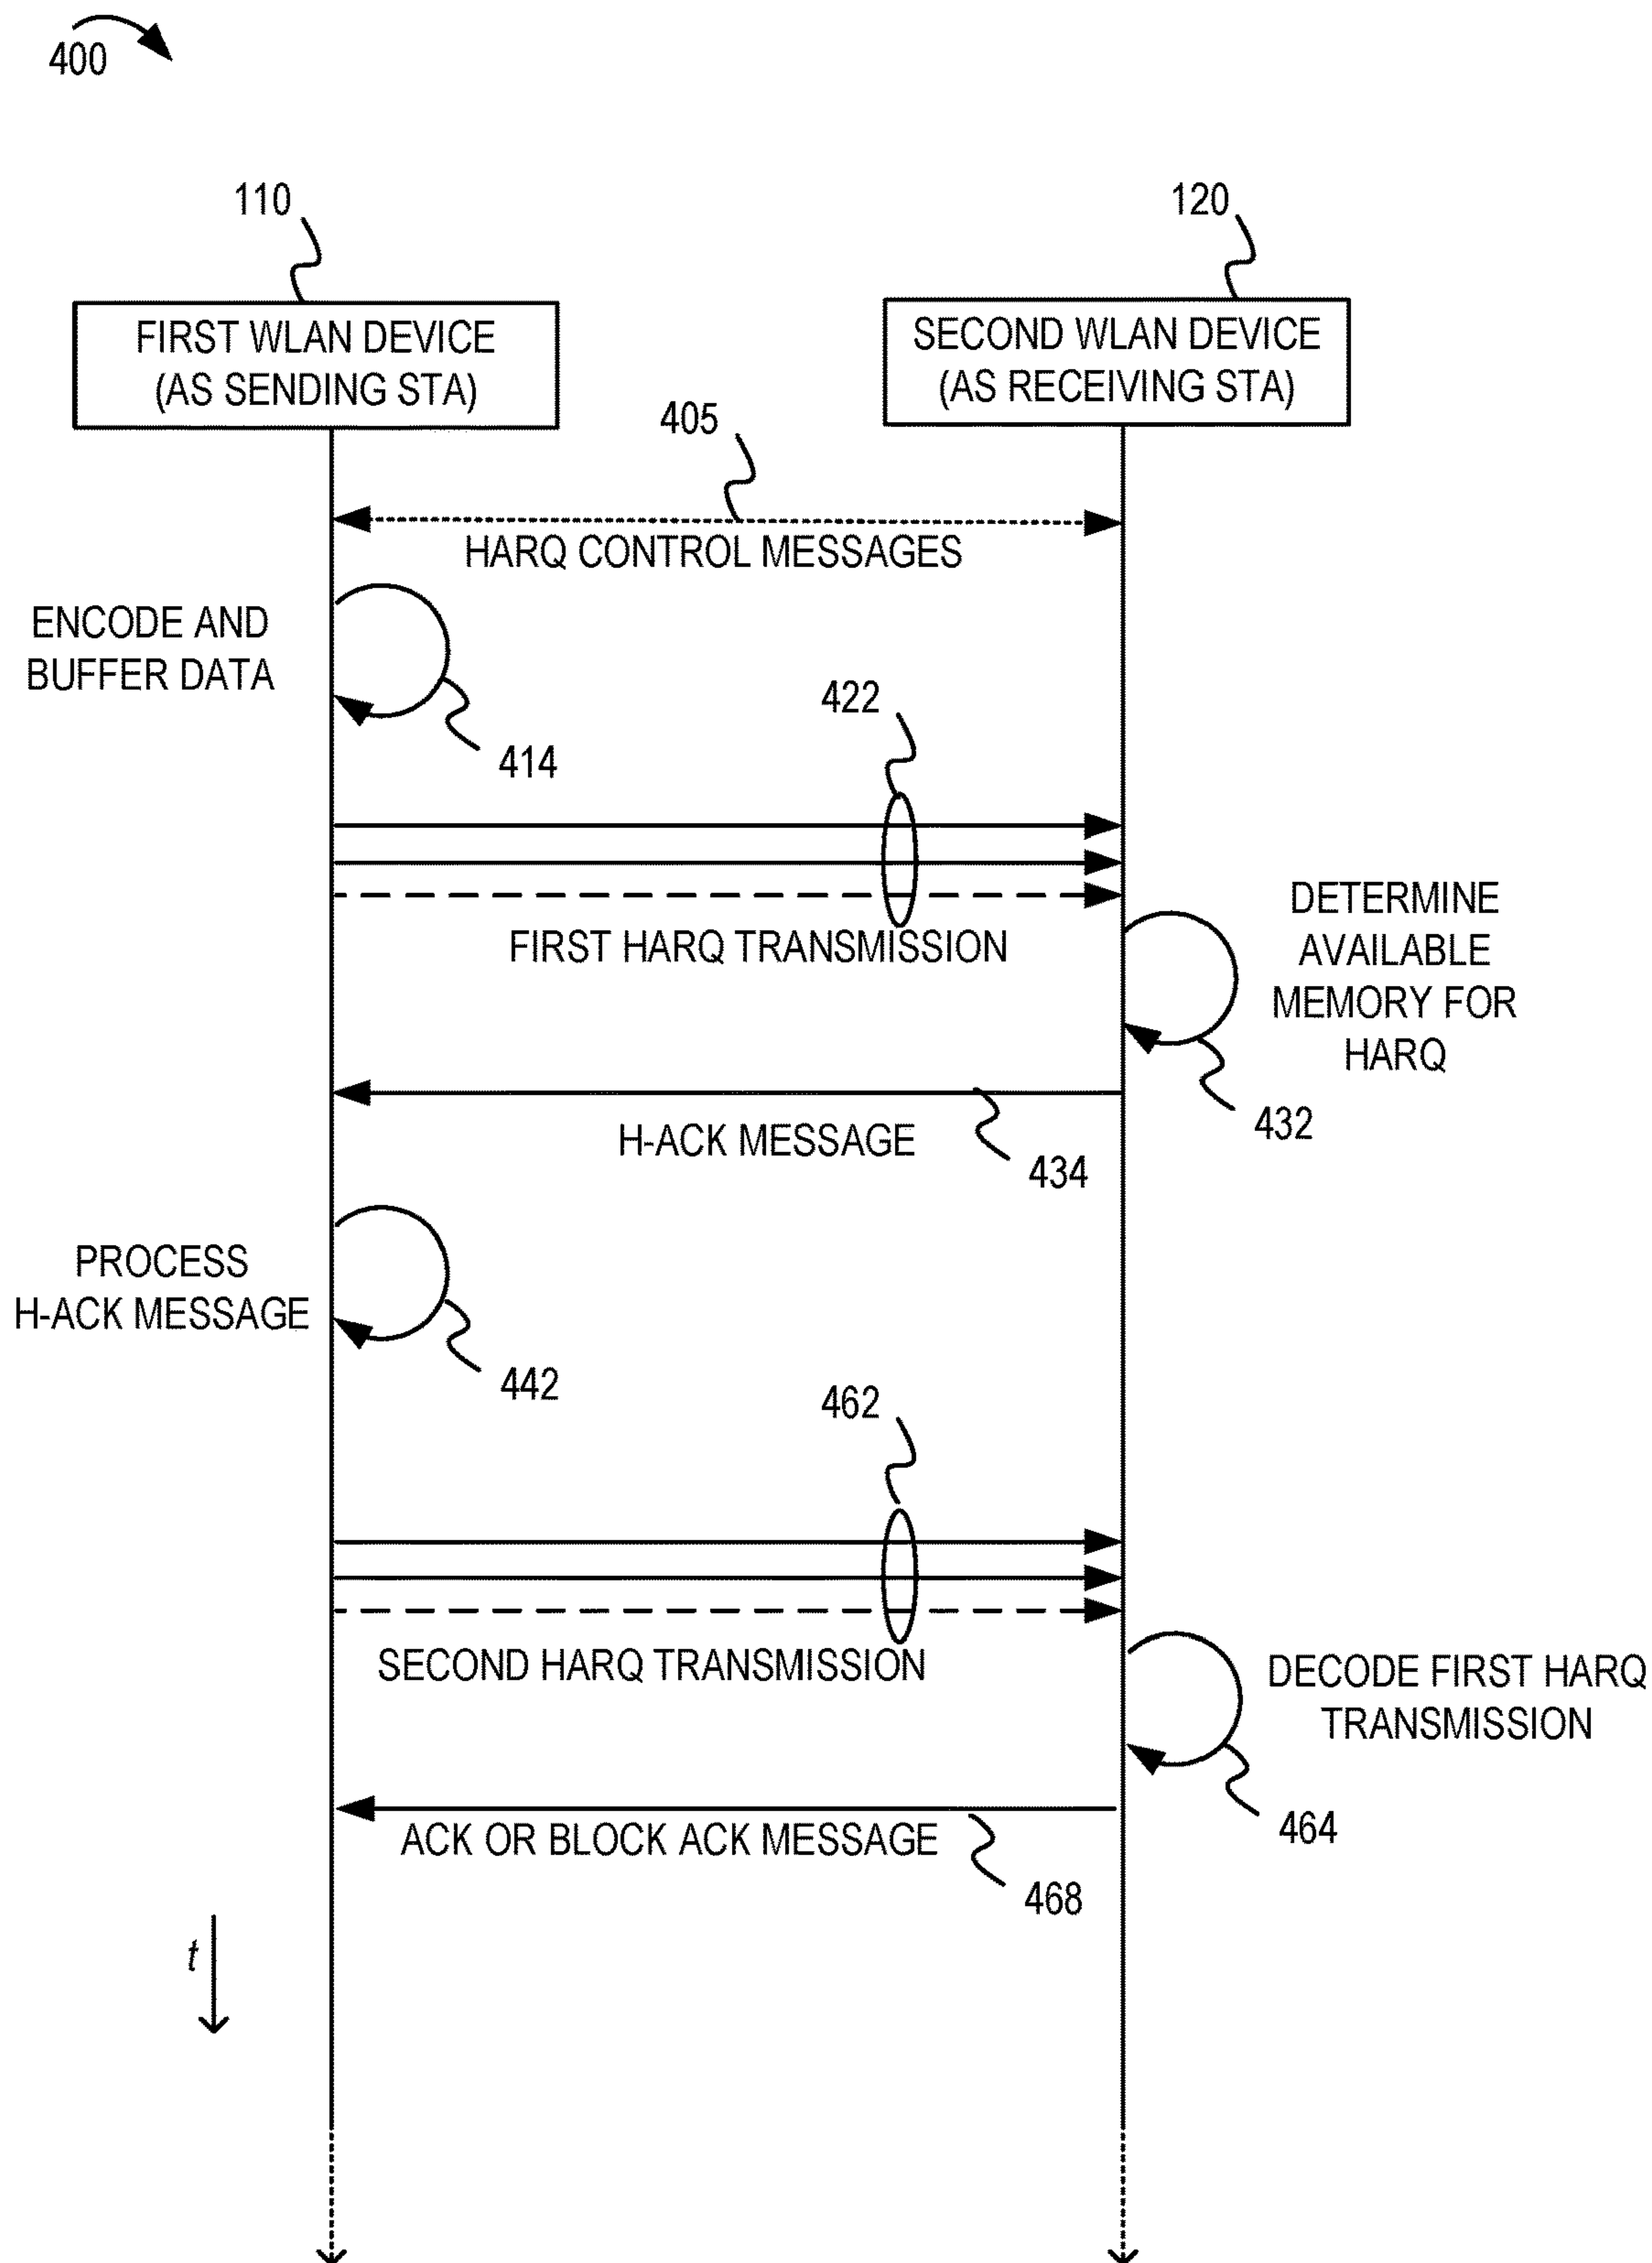 400
110
120
FIRST WLAN DEVICE
(AS SENDING STA)
SECOND WLAN DEVICE
(AS RECEIVING STA)
405
HARQ CONTROL MESSAGES
ENCODE AND
BUFFER DATA
414
422
FIRST HARQ TRANSMISSION
DETERMINE
AVAILABLE
MEMORY FOR
HARQ
432
H-ACK MESSAGE
434
PROCESS
H-ACK MESSAGE
442
462
SECOND HARQ TRANSMISSION
DECODE FIRST HARQ
TRANSMISSION
464
ACK OR BLOCK ACK MESSAGE
468
t